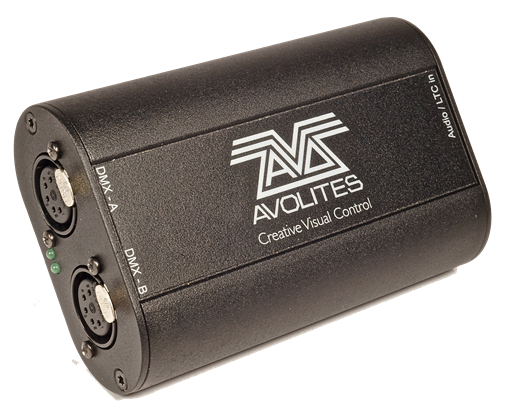 DMX - A
DMX - B
AVOLITES
Creative Visual Control
Audio / LTC in